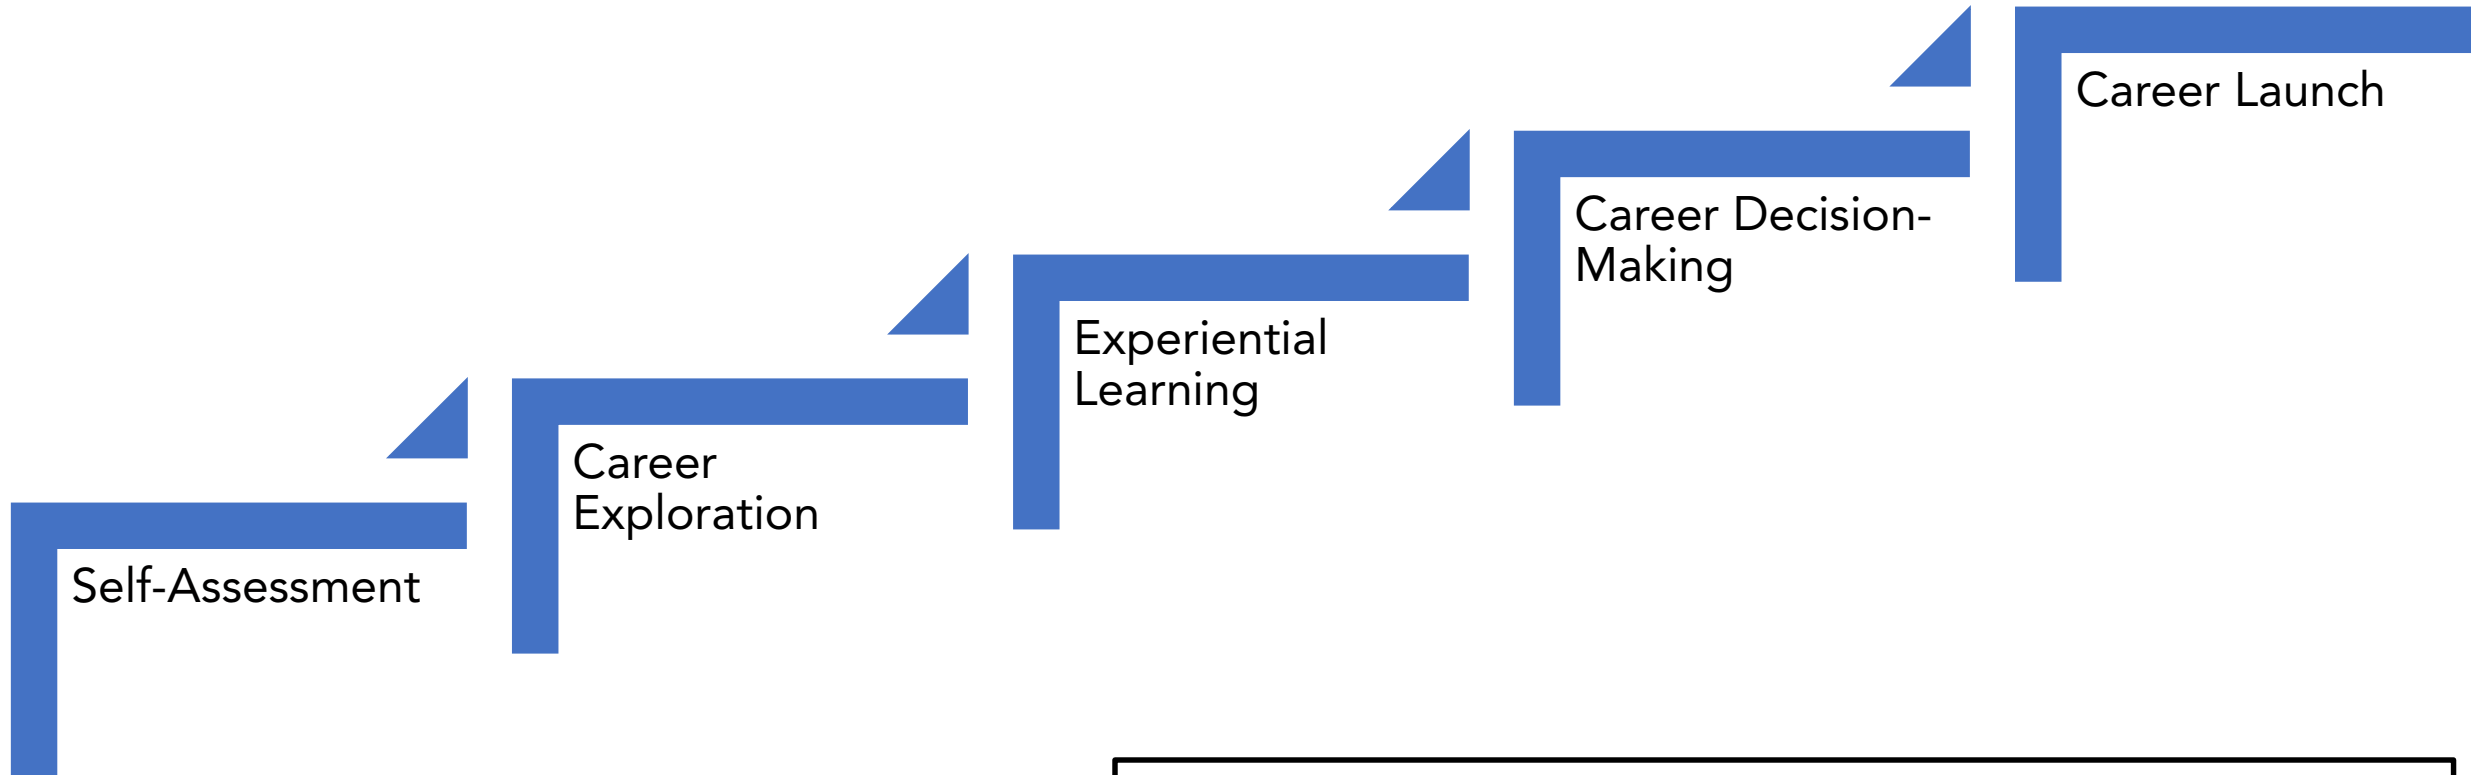 Self-Assessment
Career
Exploration
Experiential
Learning
Career Decision-
Making
Career Launch